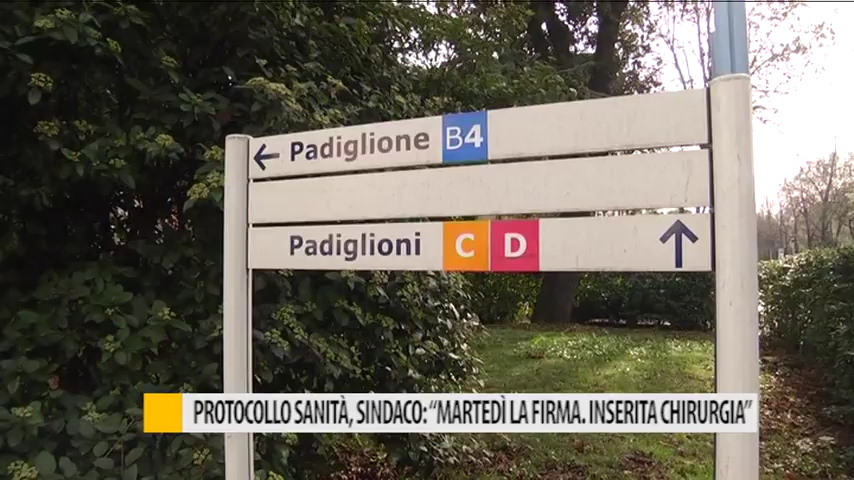 ← Padiglione B4
Padiglioni C D ↑
PROTOCOLLO SANITÀ, SINDACO: “MARTEDÌ LA FIRMA. INSERITA CHIRURGIA”